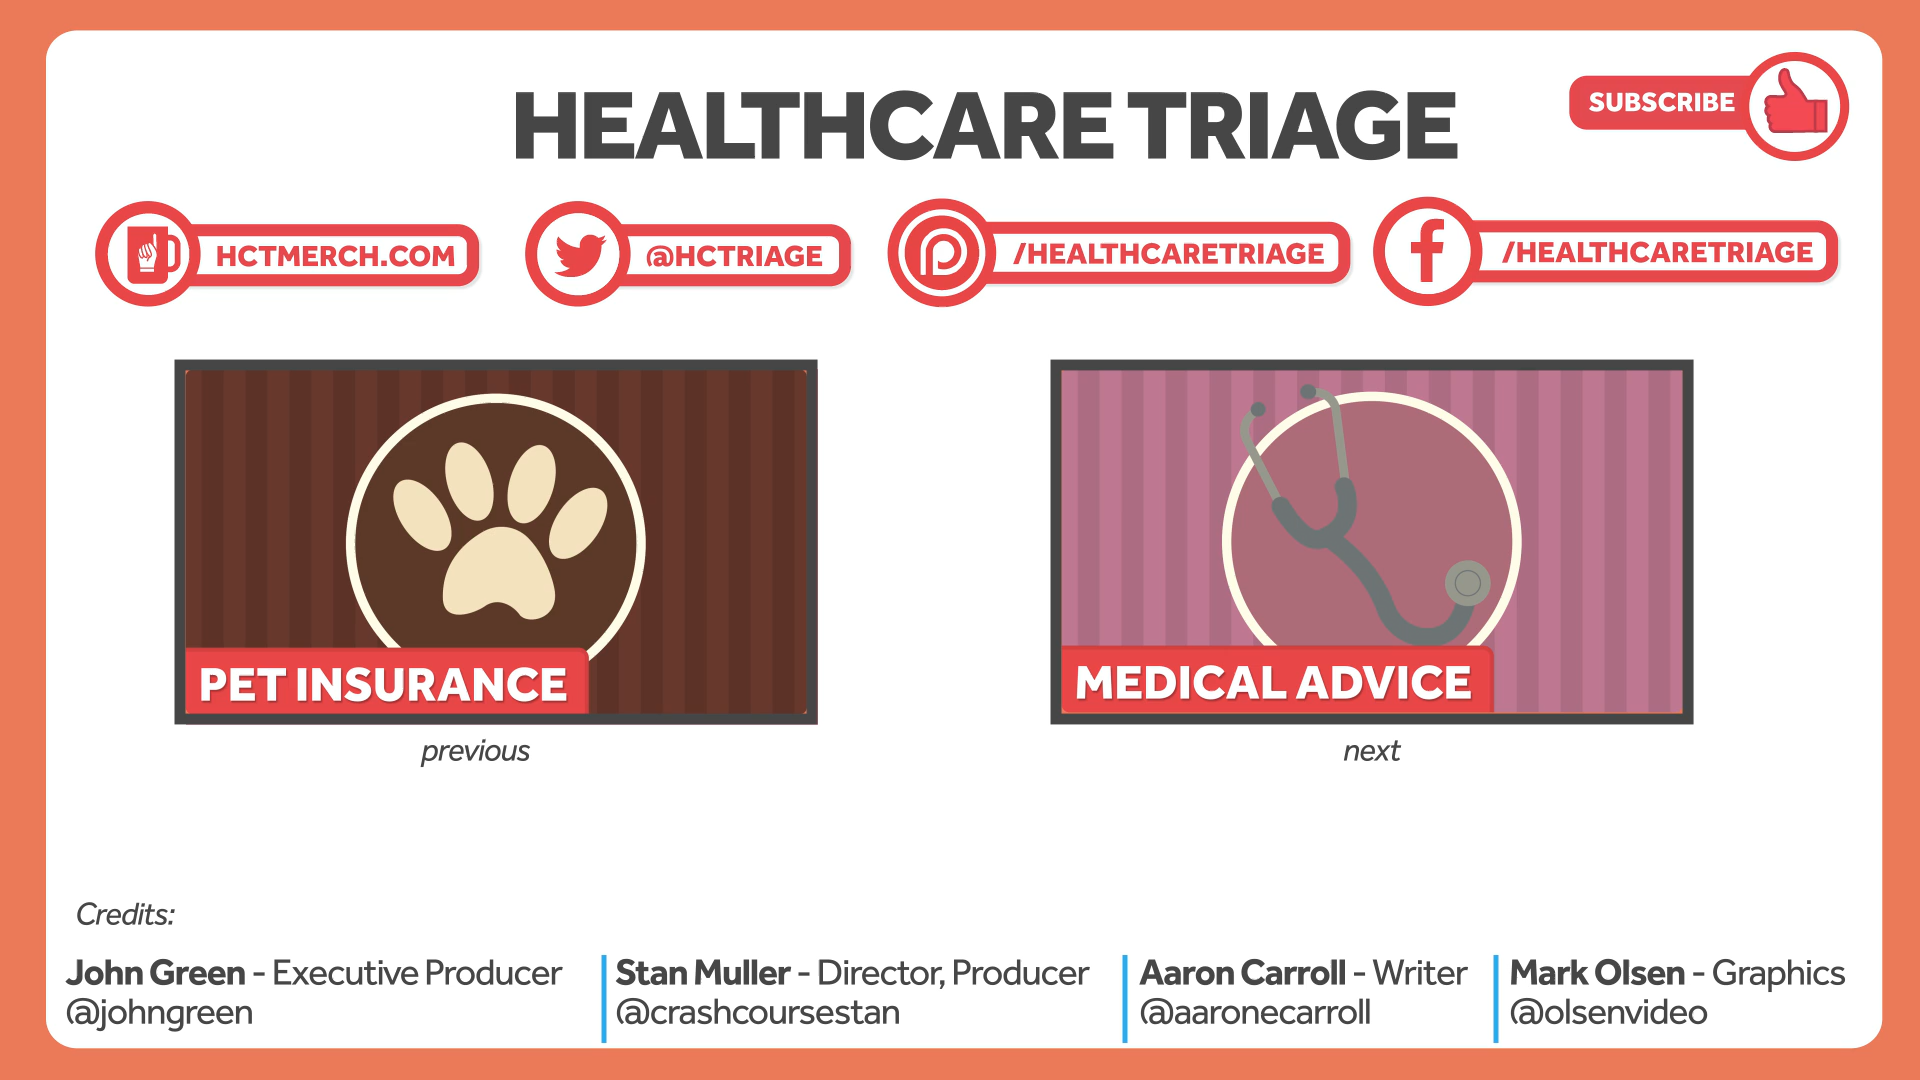 HEALTHCARE TRIAGE
SUBSCRIBE
HCTMERCH.COM
@HCTRIAGE
/HEALTHCARETRIAGE
/HEALTHCARETRIAGE
PET INSURANCE
previous
MEDICAL ADVICE
next
Credits:
John Green - Executive Producer
@johngreen
Stan Muller - Director, Producer
@crashcoursestan
Aaron Carroll - Writer
@aaronecarroll
Mark Olsen - Graphics
@olsenvideo